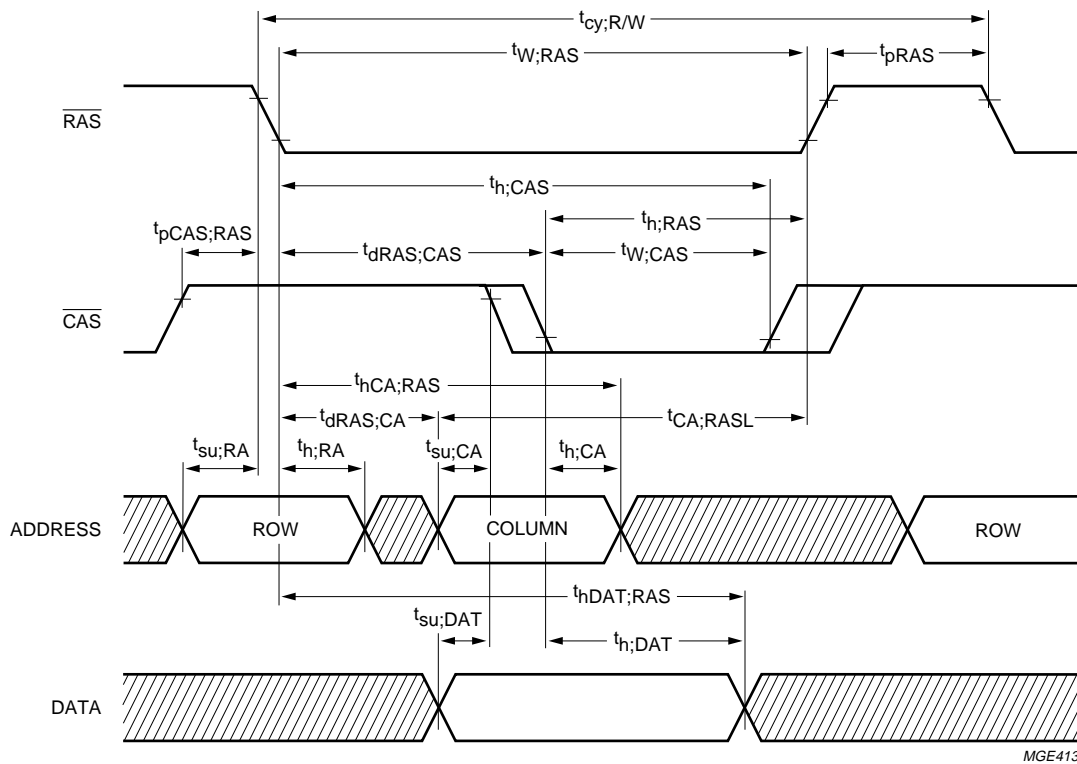 tcy;R/W
tW;RAS
tpRAS
RAS
th;CAS
th;RAS
tpCAS;RAS
tdRAS;CAS
tW;CAS
CAS
thCA;RAS
tdRAS;CA
tCA;RASL
tsu;RA
th;RA
tsu;CA
th;CA
ADDRESS
ROW
COLUMN
ROW
thDAT;RAS
tsu;DAT
th;DAT
DATA
MGE413